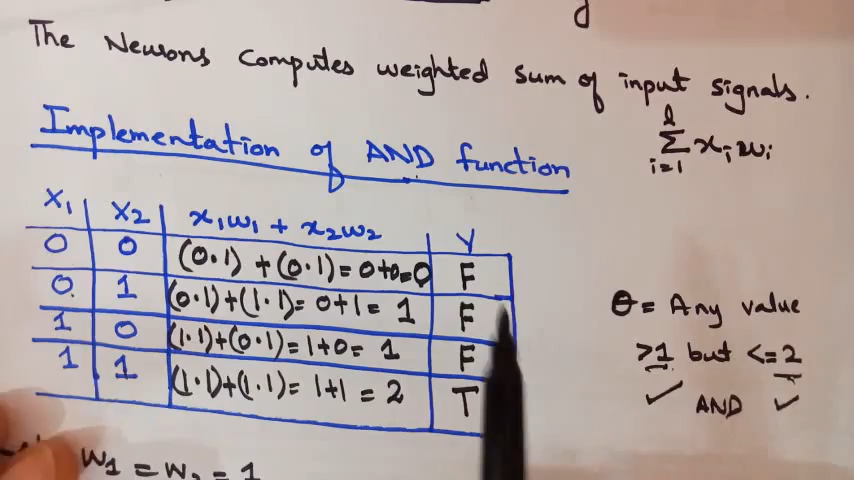 The Neurons Computes weighted sum of input signals.
l
Σ xiwi
i=1
Implementation of AND function
X1 X2 x1w1 + x2w2 Y
0 0 (0.1) + (0.1) = 0+0=0 F
0 1 (0.1)+(1.1)= 0+1= 1 F
1 0 (1.1)+(0.1)=1+0= 1 F
1 1 (1.1)+(1.1)= 1+1 = 2 T
θ= Any value
>1 but <=2
✓ AND ✓
W1 = W2 = 1